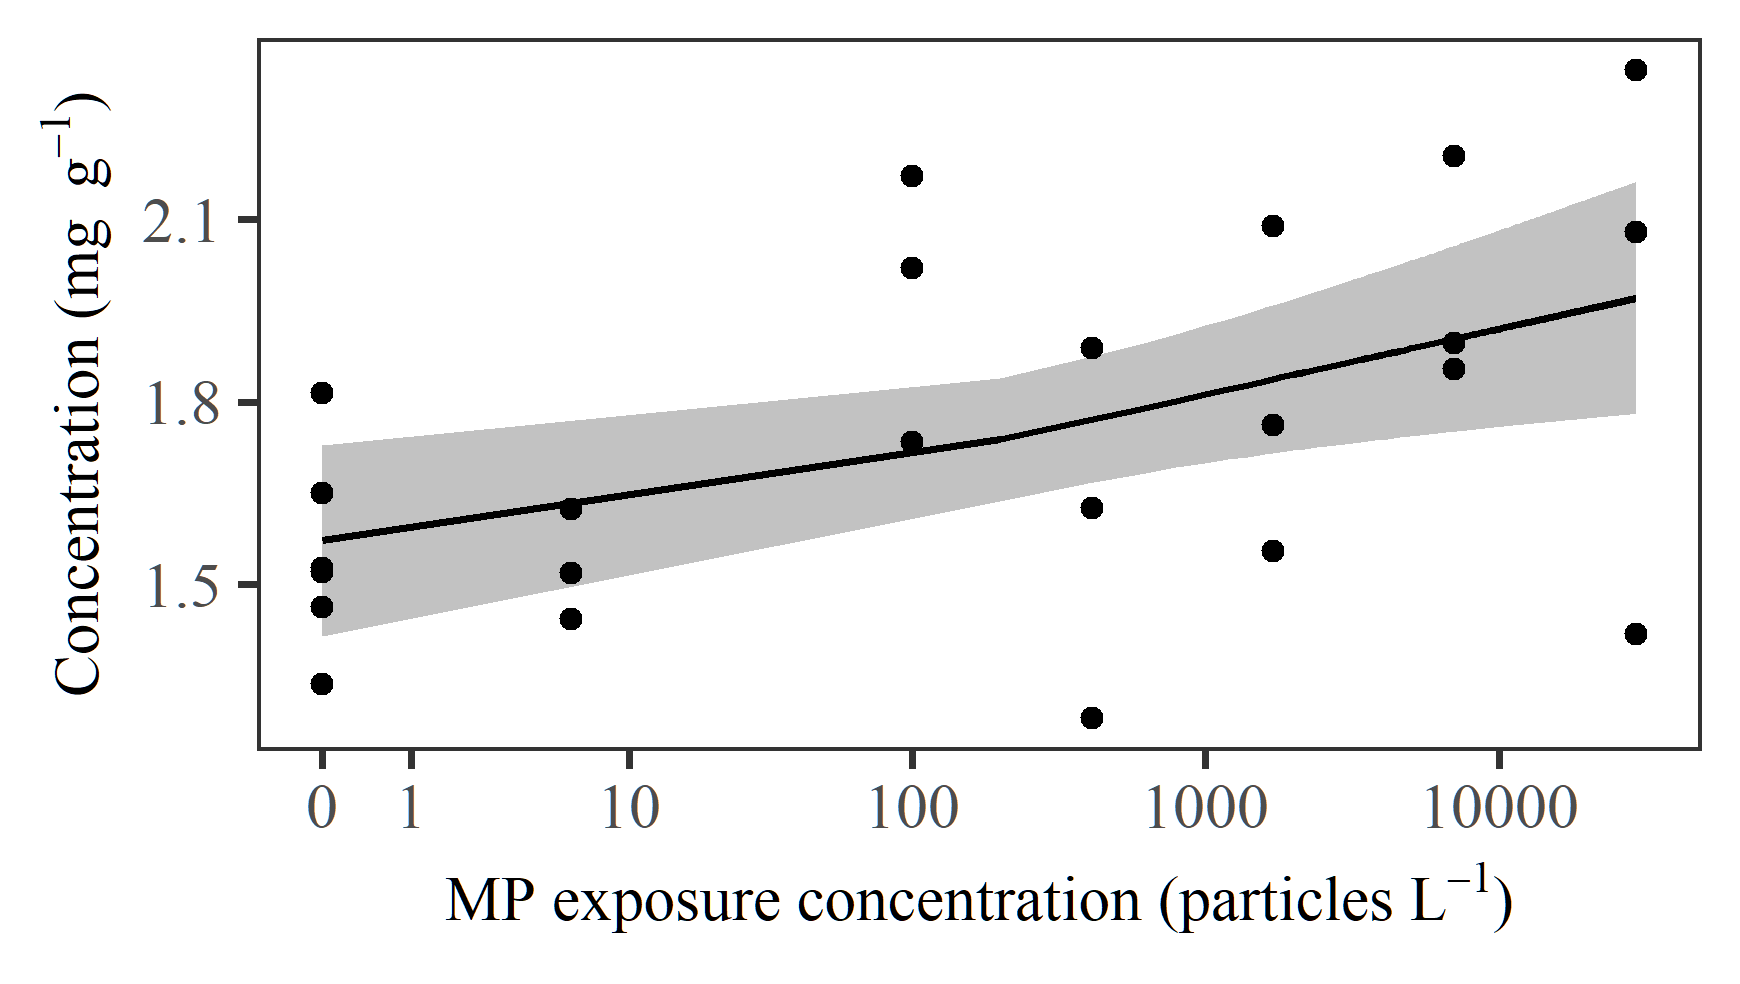 Concentration (mg g⁻¹)
2.1
1.8
1.5
0 1 10 100 1000 10000
MP exposure concentration (particles L⁻¹)